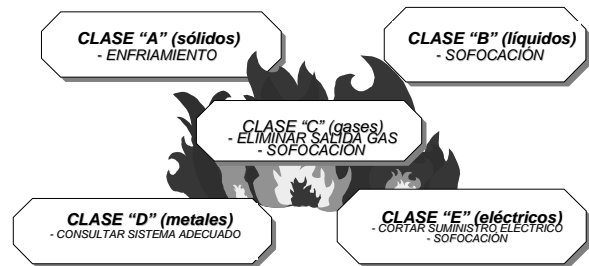 CLASE “A” (sólidos)
- ENFRIAMIENTO
CLASE “B” (líquidos)
- SOFOCACIÓN
CLASE “C” (gases)
- ELIMINAR SALIDA GAS
- SOFOCACIÓN
CLASE “D” (metales)
- CONSULTAR SISTEMA ADECUADO
CLASE “E” (eléctricos)
- CORTAR SUMINISTRO ELÉCTRICO
- SOFOCACIÓN